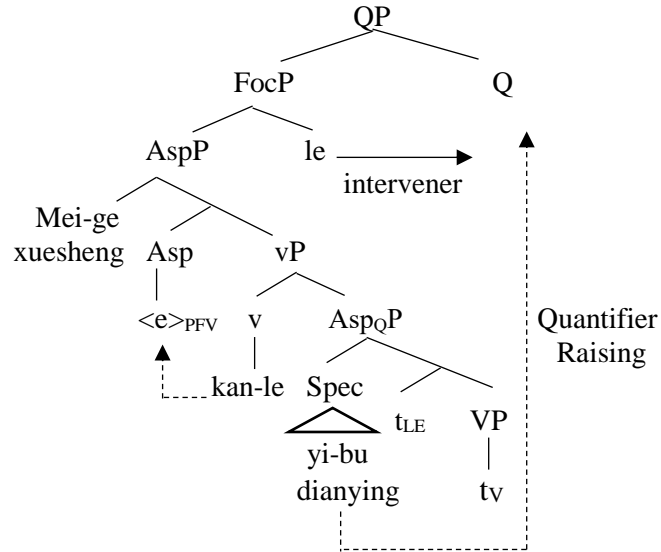 QP
FocP Q
AspP le
intervener
Mei-ge
xuesheng Asp vP
<e>PFV v AspQP Quantifier
Raising
kan-le Spec
tLE VP
yi-bu
dianying tV